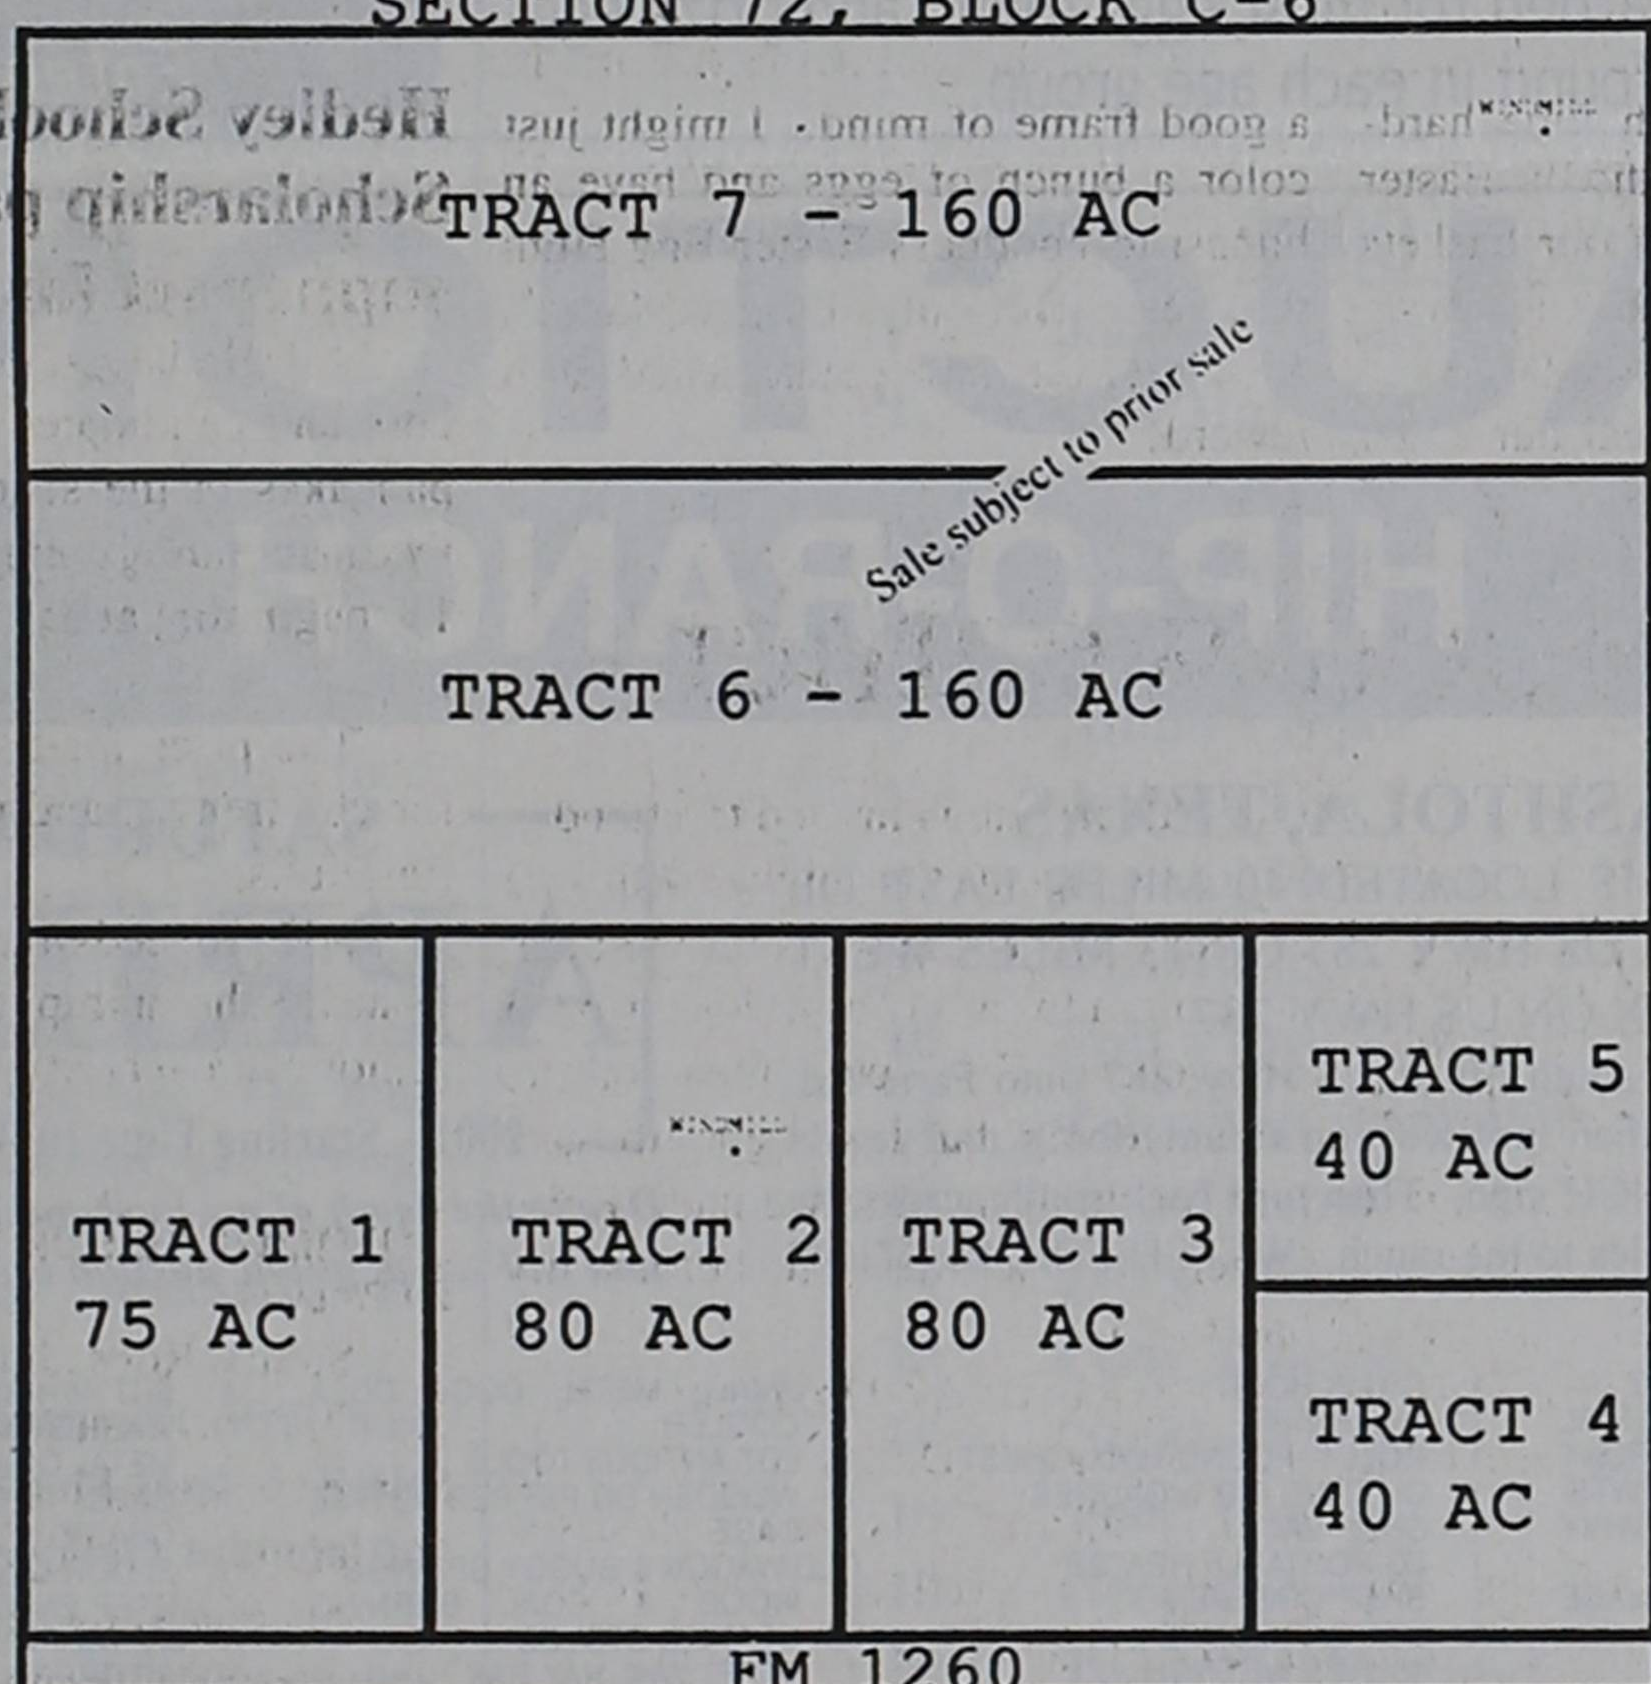 SECTION 72, BLOCK C-6
WINDMILL
TRACT 7 - 160 AC
Sale subject to prior sale
TRACT 6 - 160 AC
WINDMILL
TRACT 1
75 AC
TRACT 2
80 AC
TRACT 3
80 AC
TRACT 5
40 AC
TRACT 4
40 AC
FM 1260